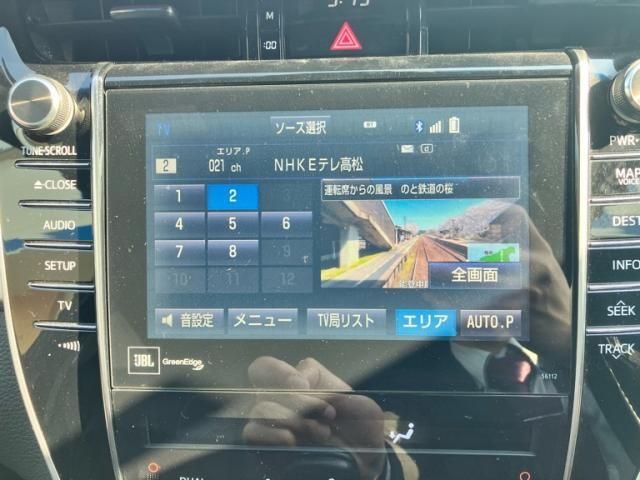 M
:00
TUNE•SCROLL
CLOSE
AUDIO
SETUP
TV
PWR•
MAP
VOICE
DEST
INFO
SEEK
TRACK
TV
ソース選択
エリア.P
2 021 ch NHKEテレ高松
1 2
4 5 6
7 8
10 11 12
運転席からの風景 のと鉄道の桜
全画面
音設定 メニュー TV局リスト エリア AUTO.P
JBL GreenEdge
56112